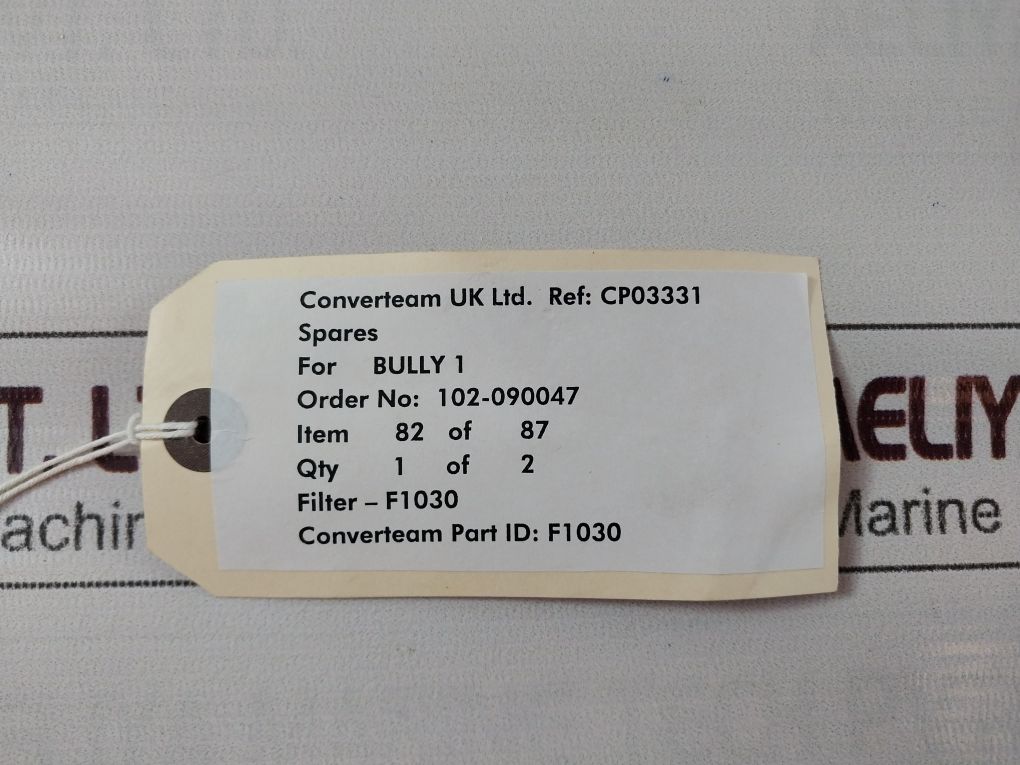 Converteam UK Ltd. Ref: CP03331
Spares
For BULLY 1
Order No: 102-090047
Item 82 of 87
Qty 1 of 2
Filter – F1030
Converteam Part ID: F1030
Marine